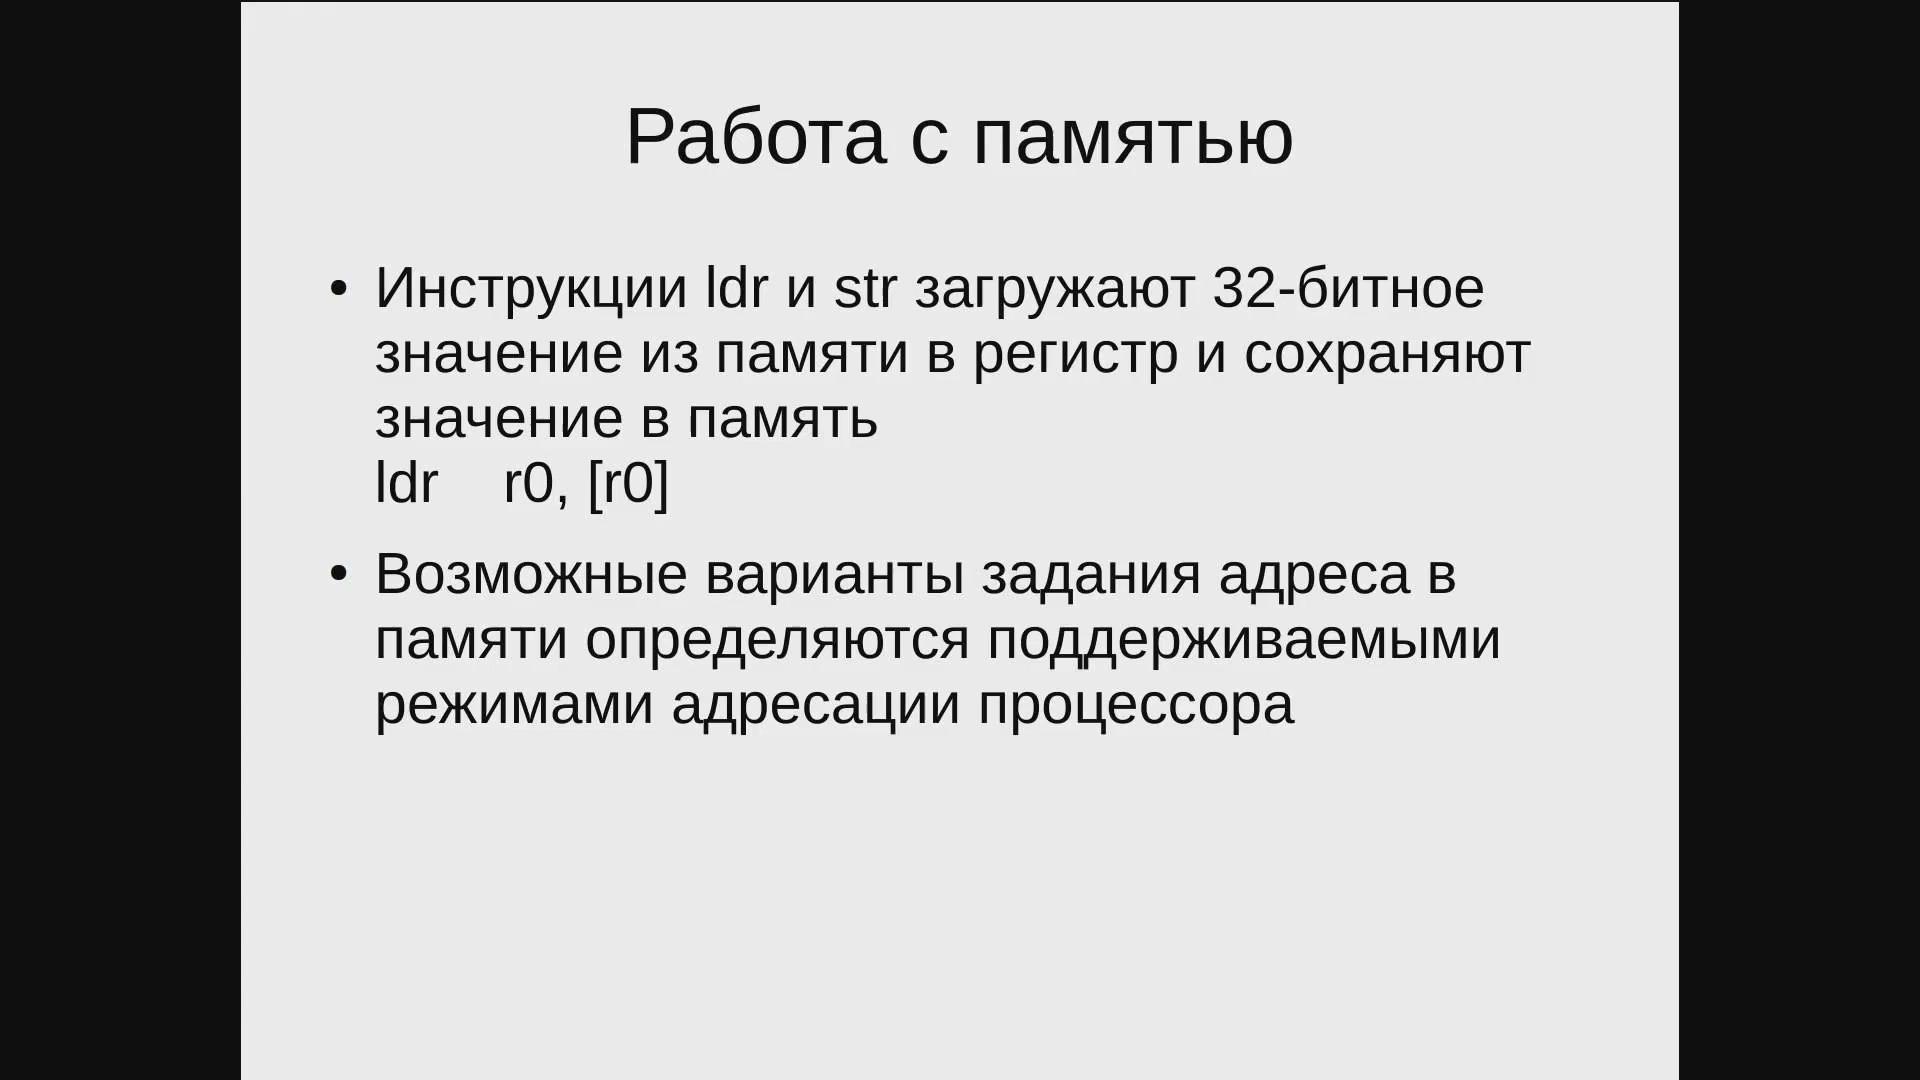 Работа с памятью
• Инструкции ldr и str загружают 32-битное
значение из памяти в регистр и сохраняют
значение в память
ldr    r0, [r0]
• Возможные варианты задания адреса в
памяти определяются поддерживаемыми
режимами адресации процессора